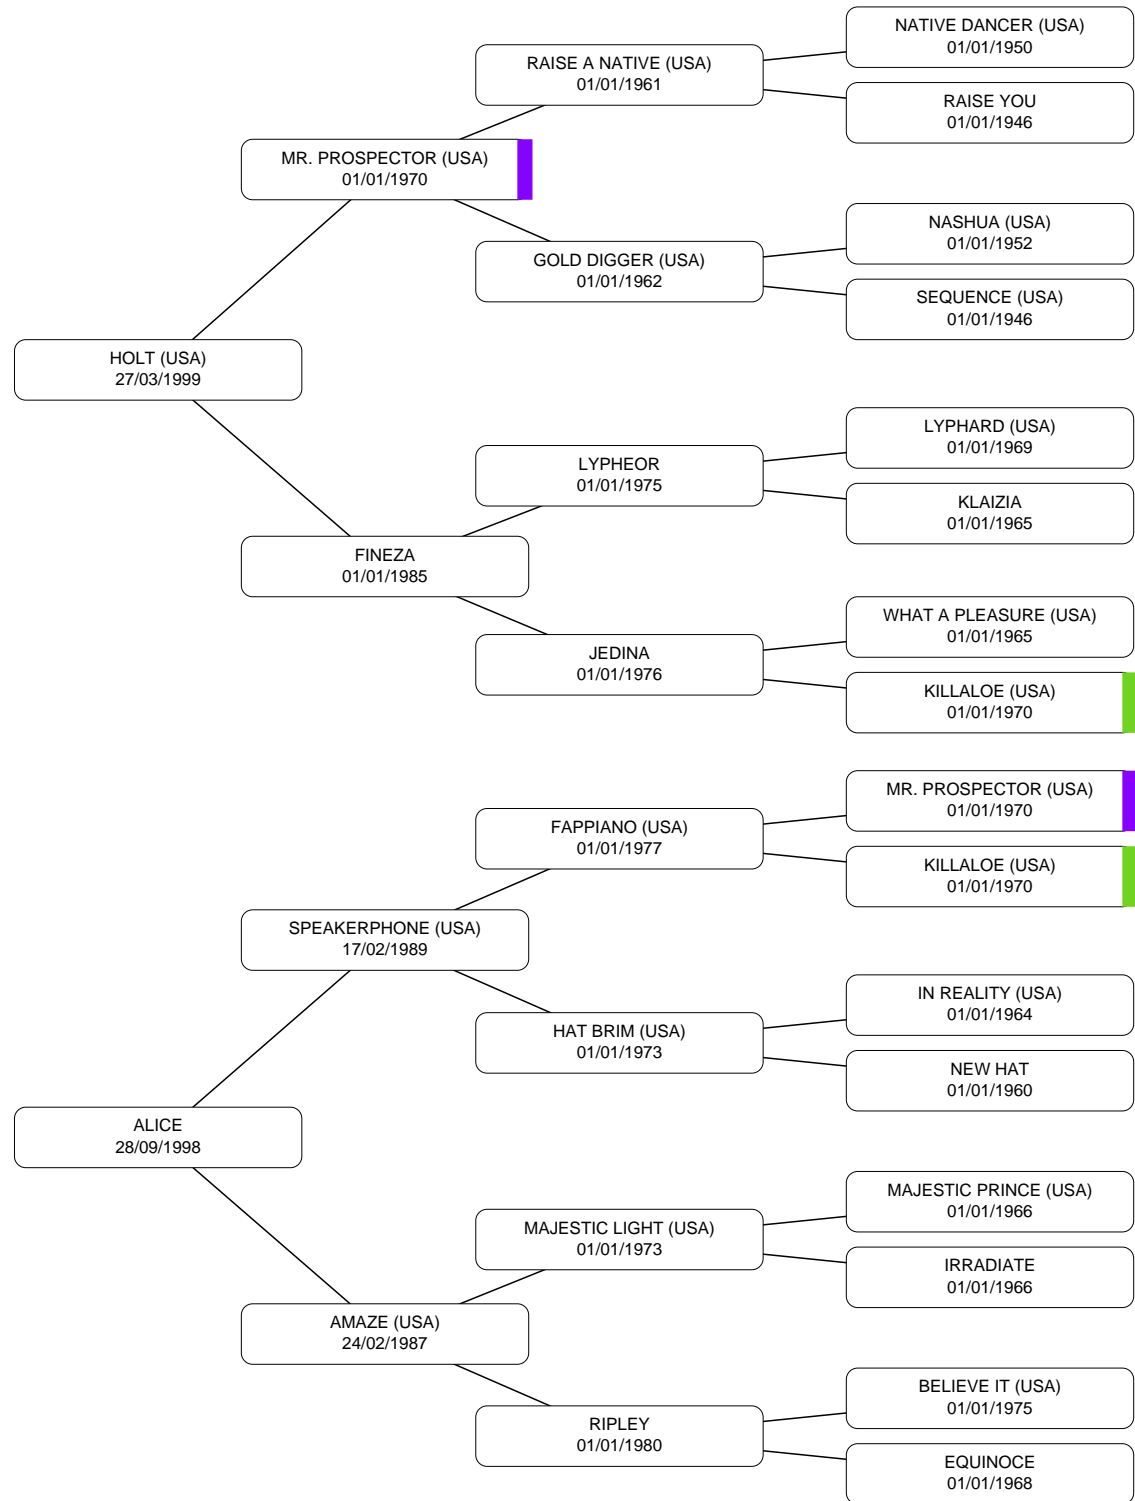 NATIVE DANCER (USA)
01/01/1950
RAISE A NATIVE (USA)
01/01/1961
RAISE YOU
01/01/1946
MR. PROSPECTOR (USA)
01/01/1970
NASHUA (USA)
01/01/1952
GOLD DIGGER (USA)
01/01/1962
SEQUENCE (USA)
01/01/1946
HOLT (USA)
27/03/1999
LYPHARD (USA)
01/01/1969
LYPHEOR
01/01/1975
KLAIZIA
01/01/1965
FINEZA
01/01/1985
WHAT A PLEASURE (USA)
01/01/1965
JEDINA
01/01/1976
KILLALOE (USA)
01/01/1970
MR. PROSPECTOR (USA)
01/01/1970
FAPPIANO (USA)
01/01/1977
KILLALOE (USA)
01/01/1970
SPEAKERPHONE (USA)
17/02/1989
IN REALITY (USA)
01/01/1964
HAT BRIM (USA)
01/01/1973
NEW HAT
01/01/1960
ALICE
28/09/1998
MAJESTIC PRINCE (USA)
01/01/1966
MAJESTIC LIGHT (USA)
01/01/1973
IRRADIATE
01/01/1966
AMAZE (USA)
24/02/1987
BELIEVE IT (USA)
01/01/1975
RIPLEY
01/01/1980
EQUINOCE
01/01/1968